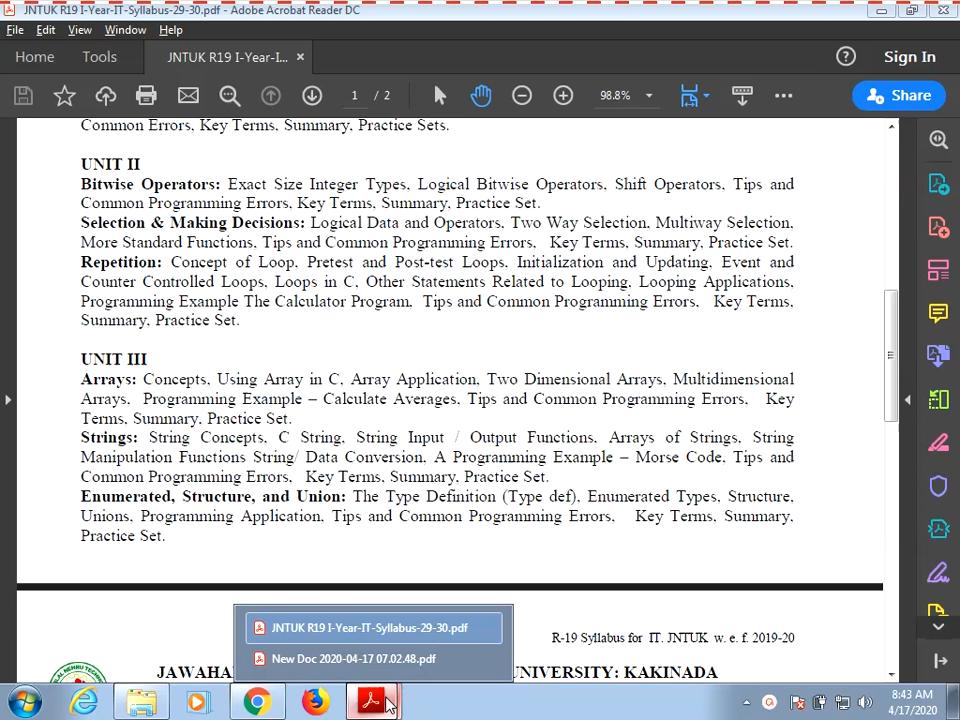 JNTUK R19 I-Year-IT-Syllabus-29-30.pdf - Adobe Acrobat Reader DC
File Edit View Window Help
Home Tools JNTUK R19 I-Year-I... × Sign In
1 / 2 98.8% Share
Common Errors, Key Terms, Summary, Practice Sets.
UNIT II
Bitwise Operators: Exact Size Integer Types, Logical Bitwise Operators, Shift Operators, Tips and
Common Programming Errors, Key Terms, Summary, Practice Set.
Selection & Making Decisions: Logical Data and Operators, Two Way Selection, Multiway Selection,
More Standard Functions, Tips and Common Programming Errors, Key Terms, Summary, Practice Set.
Repetition: Concept of Loop, Pretest and Post-test Loops, Initialization and Updating, Event and
Counter Controlled Loops, Loops in C, Other Statements Related to Looping, Looping Applications,
Programming Example The Calculator Program, Tips and Common Programming Errors, Key Terms,
Summary, Practice Set.
UNIT III
Arrays: Concepts, Using Array in C, Array Application, Two Dimensional Arrays, Multidimensional
Arrays, Programming Example – Calculate Averages, Tips and Common Programming Errors, Key
Terms, Summary, Practice Set.
Strings: String Concepts, C String, String Input / Output Functions, Arrays of Strings, String
Manipulation Functions String/ Data Conversion, A Programming Example – Morse Code, Tips and
Common Programming Errors, Key Terms, Summary, Practice Set.
Enumerated, Structure, and Union: The Type Definition (Type def), Enumerated Types, Structure,
Unions, Programming Application, Tips and Common Programming Errors, Key Terms, Summary,
Practice Set.
JNTUK R19 I-Year-IT-Syllabus-29-30.pdf
R-19 Syllabus for IT. JNTUK w. e. f. 2019-20
New Doc 2020-04-17 07.02.48.pdf
JAWAHA UNIVERSITY: KAKINADA
8:43 AM
4/17/2020